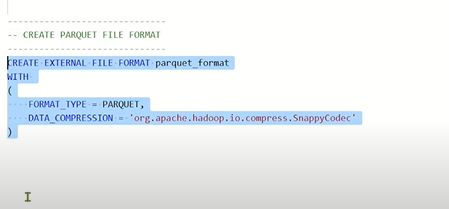 -----------------------------
-- CREATE PARQUET FILE FORMAT
-----------------------------
CREATE EXTERNAL FILE FORMAT parquet_format
WITH
(
    FORMAT_TYPE = PARQUET,
    DATA_COMPRESSION = 'org.apache.hadoop.io.compress.SnappyCodec'
)